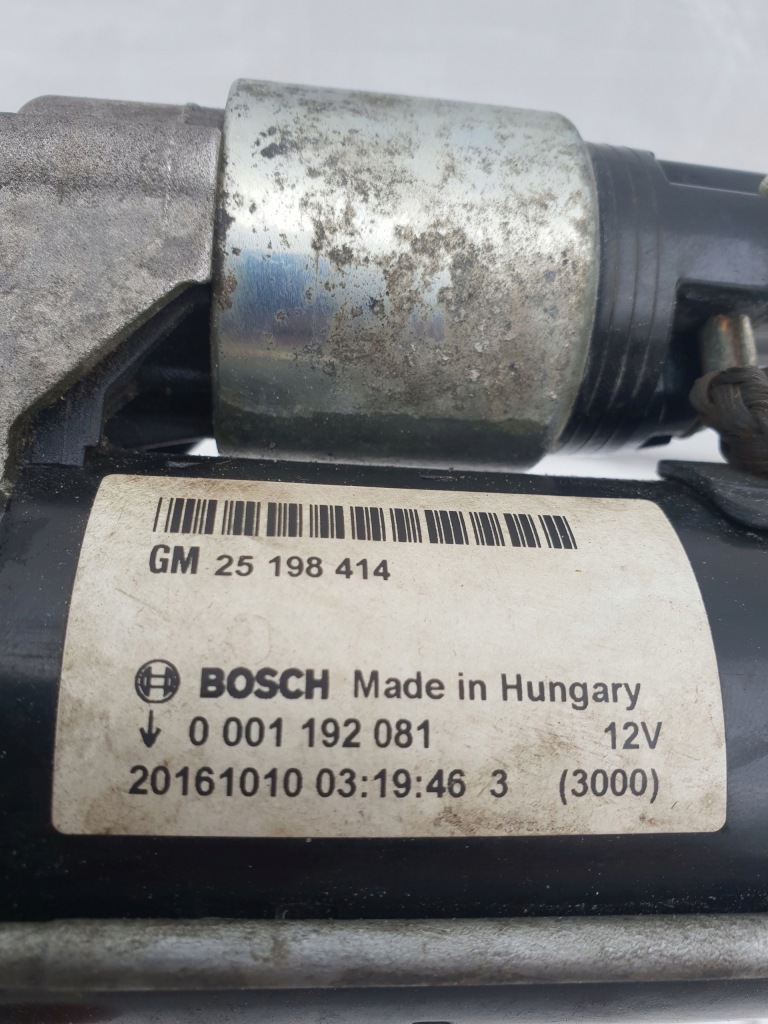 GM 25 198 414
BOSCH Made in Hungary
↓ 0 001 192 081 12V
20161010 03:19:46 3 (3000)